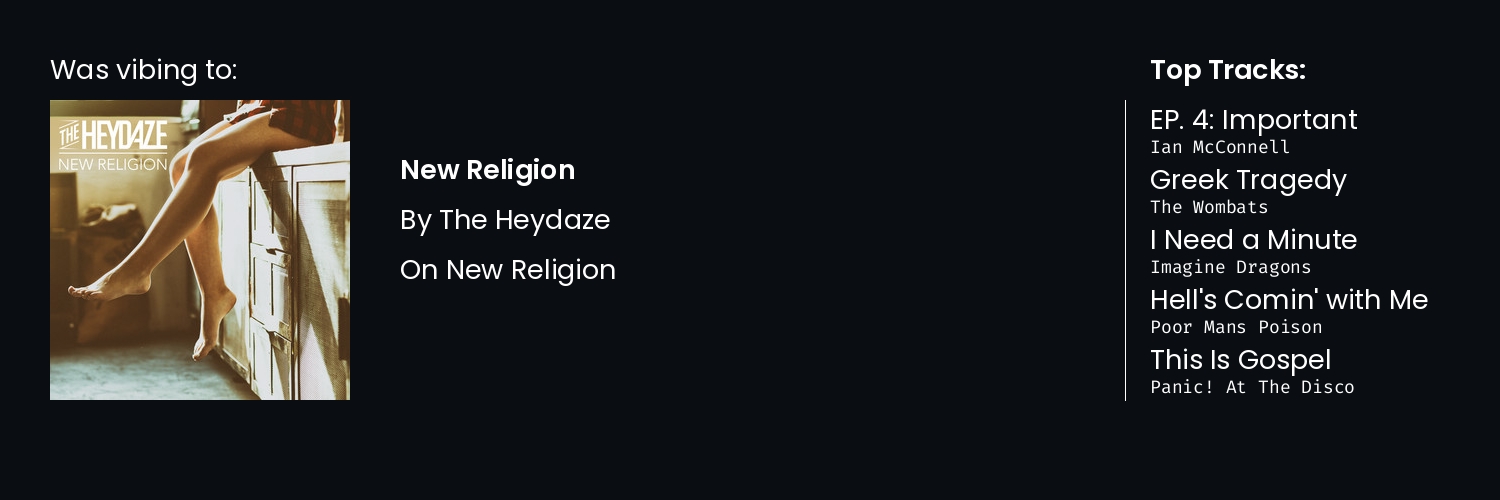 Was vibing to:
THE HEYDAZE
NEW RELIGION
New Religion
By The Heydaze
On New Religion
Top Tracks:
EP. 4: Important
Ian McConnell
Greek Tragedy
The Wombats
I Need a Minute
Imagine Dragons
Hell's Comin' with Me
Poor Mans Poison
This Is Gospel
Panic! At The Disco